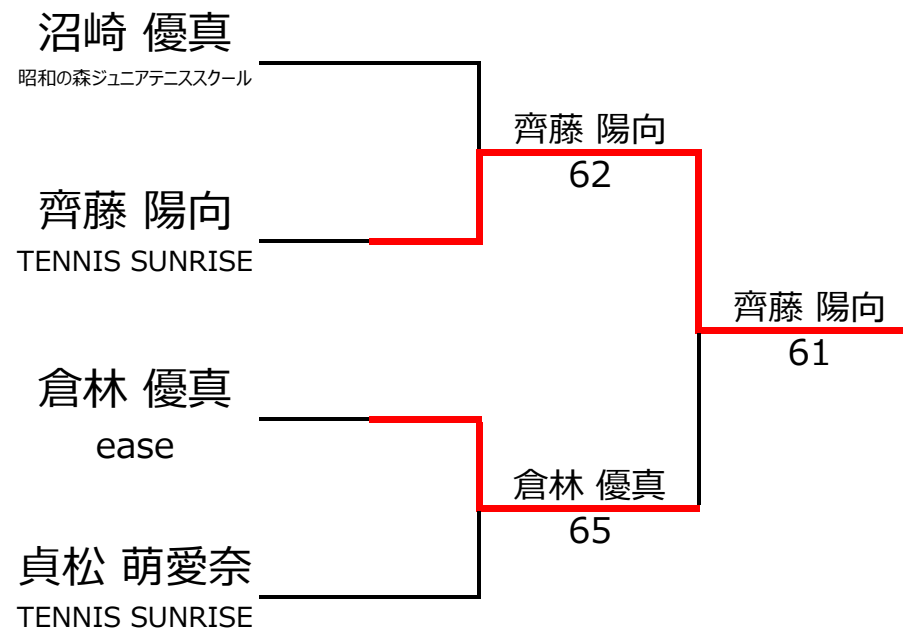 沼崎 優真
昭和の森ジュニアテニススクール
齊藤 陽向
62
齊藤 陽向
TENNIS SUNRISE
齊藤 陽向
61
倉林 優真
ease
倉林 優真
65
貞松 萌愛奈
TENNIS SUNRISE